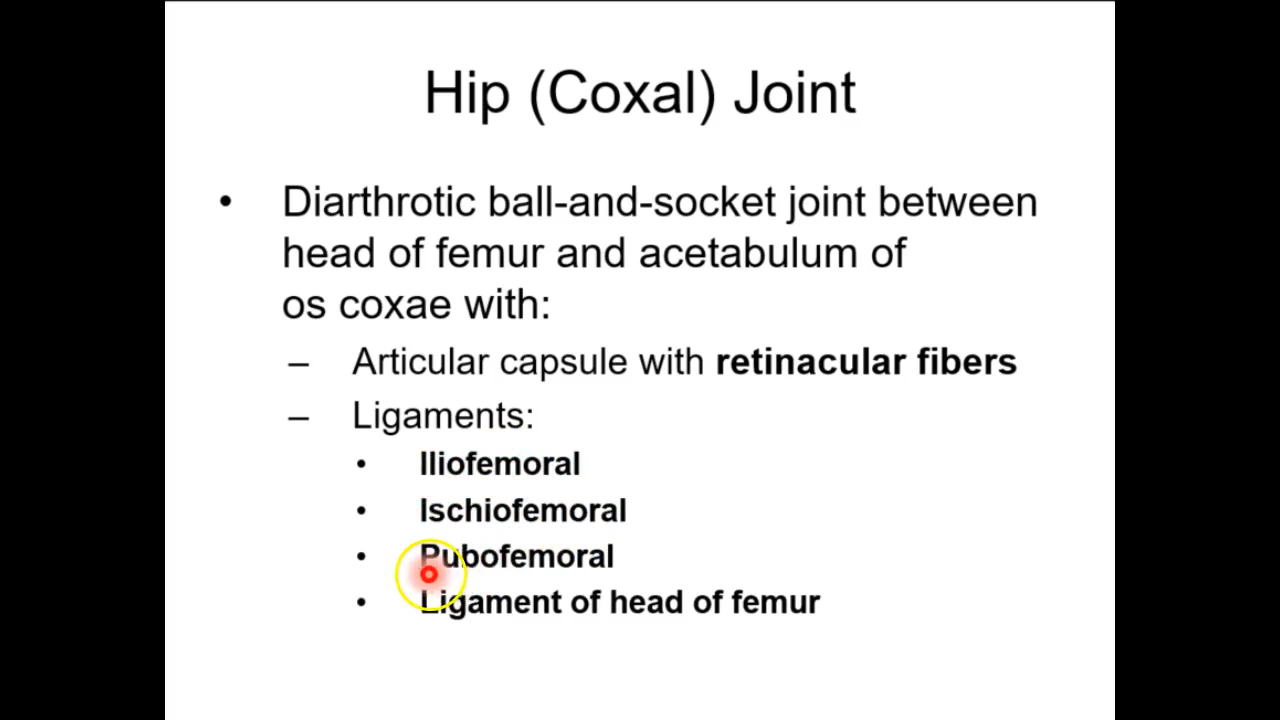 Hip (Coxal) Joint
• Diarthrotic ball-and-socket joint between
head of femur and acetabulum of
os coxae with:
– Articular capsule with retinacular fibers
– Ligaments:
• Iliofemoral
• Ischiofemoral
• Pubofemoral
• Ligament of head of femur